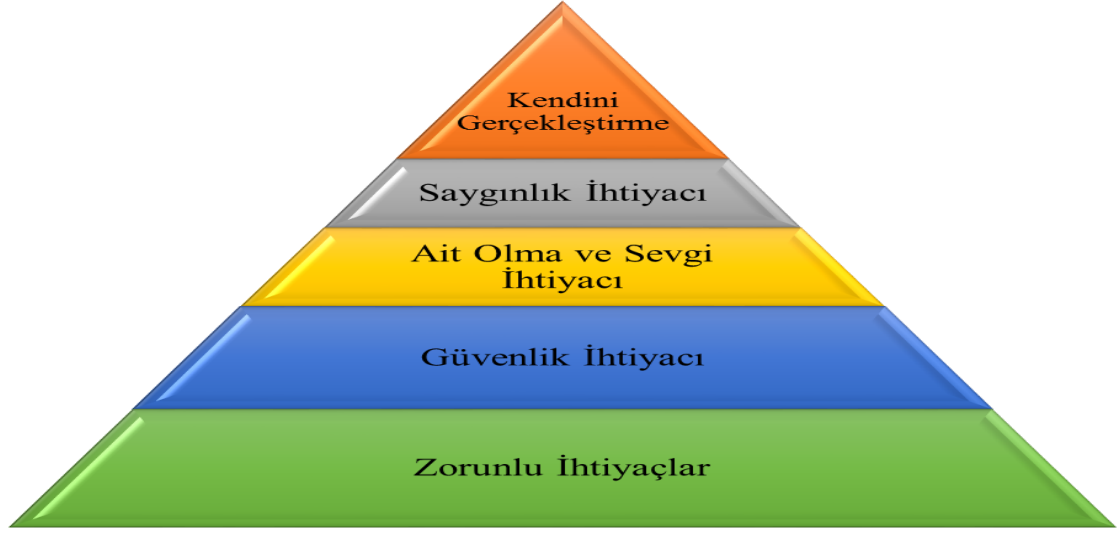 Kendini
Gerçekleştirme
Saygınlık İhtiyacı
Ait Olma ve Sevgi
İhtiyacı
Güvenlik İhtiyacı
Zorunlu İhtiyaçlar